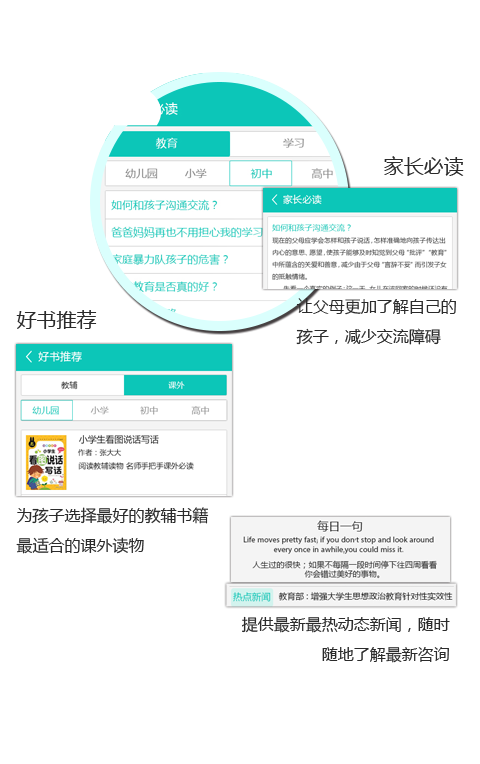 必读
教育
学习
幼儿园
小学
初中
高中
如何和孩子沟通交流？
爸爸妈妈再也不用担心我的学习
家庭暴力队孩子的危害？
教育是否真的好？
家长必读
家长必读
如何和孩子沟通交流？
现在的父母应学会怎样和孩子说话，怎样准确地向孩子传达出
内心的意思、愿望，使孩子能够及时知觉到父母“批评”“教育”
中所蕴含的关爱和善意，减少由于父母“言辞不妥”而引发子女
的抵触情绪。
让父母更加了解自己的
孩子，减少交流障碍
好书推荐
好书推荐
教辅
课外
幼儿园
小学
初中
高中
小学生
看图说话
写话
小学生看图说话写话
作者：张大大
阅读教辅读物 名师手把手课外必读
为孩子选择最好的教辅书籍
最适合的课外读物
每日一句
Life moves pretty fast; if you don't stop and look around
every once in awhile,you could miss it.
人生过的很快；如果不每隔一段时间停下往四周看看
你会错过美好的事物。
热点新闻
教育部：增强大学生思想政治教育针对性实效性
提供最新最热动态新闻，随时
随地了解最新咨询